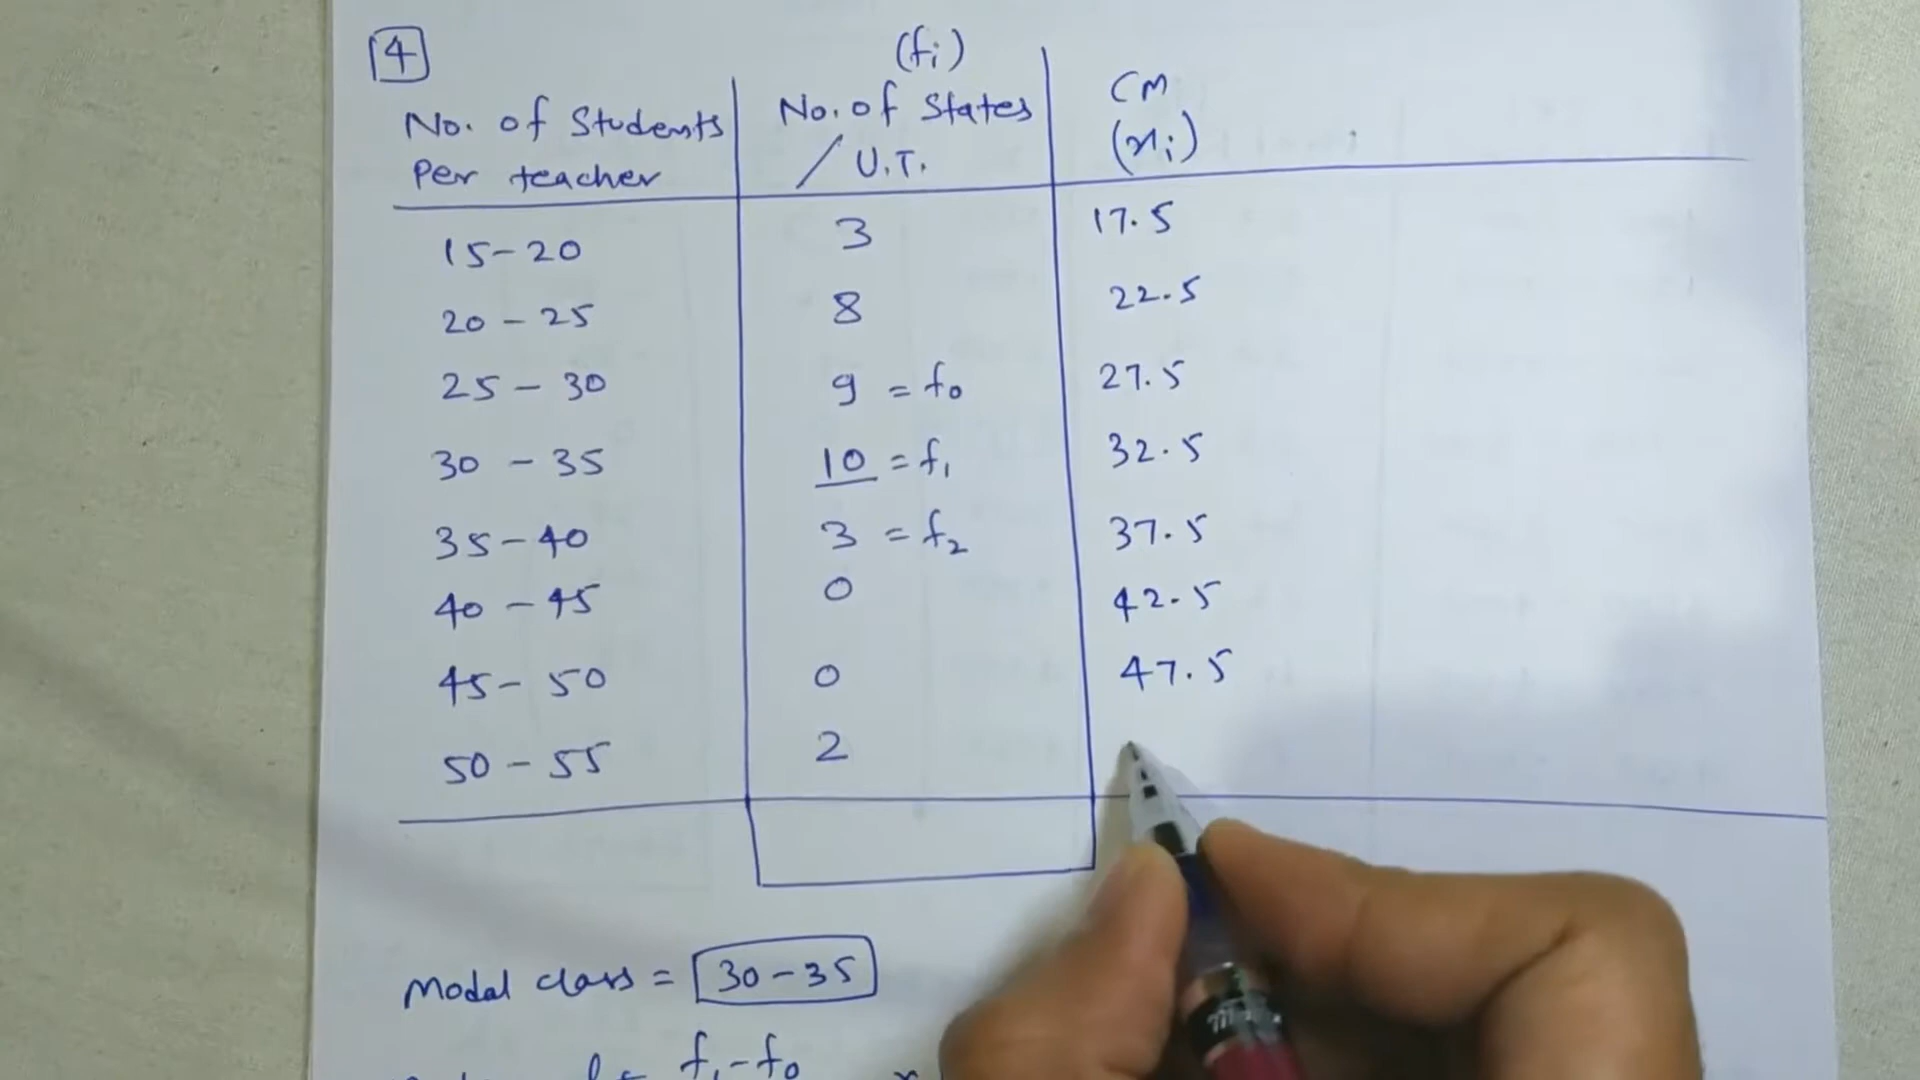 4
(fi)
No. of Students
Per teacher
No. of States
/ U.T.
CM
(xi)
15-20 3 17.5
20-25 8 22.5
25-30 9 = f0 27.5
30-35 10 = f1 32.5
35-40 3 = f2 37.5
40-45 0 42.5
45-50 0 47.5
50-55 2
Modal class = 30-35
f1-f0